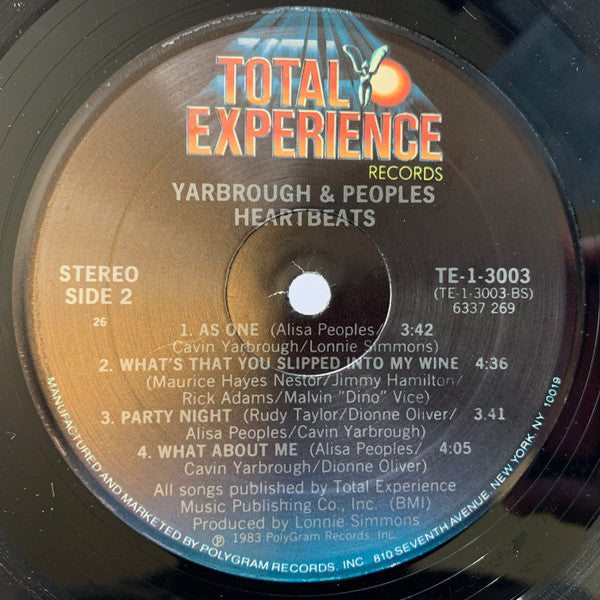 TOTAL
EXPERIENCE
RECORDS
YARBROUGH & PEOPLES
HEARTBEATS
STEREO
SIDE 2
26
TE-1-3003
(TE-1-3003-BS)
6337 269
1. AS ONE (Alisa Peoples/ 3:42
Cavin Yarbrough/Lonnie Simmons)
2. WHAT'S THAT YOU SLIPPED INTO MY WINE 4:36
(Maurice Hayes Nestor/Jimmy Hamilton/
Rick Adams/Malvin "Dino" Vice)
3. PARTY NIGHT (Rudy Taylor/Dionne Oliver/ 3.41
Alisa Peoples/Cavin Yarbrough)
4. WHAT ABOUT ME (Alisa Peoples/ 4:05
Cavin Yarbrough/Dionne Oliver)
All songs published by Total Experience
Music Publishing Co., Inc. (BMI)
Produced by Lonnie Simmons
℗ 1983 PolyGram Records, Inc.
MANUFACTURED AND MARKETED BY POLYGRAM RECORDS, INC. 810 SEVENTH AVENUE, NEW YORK, NY 10019